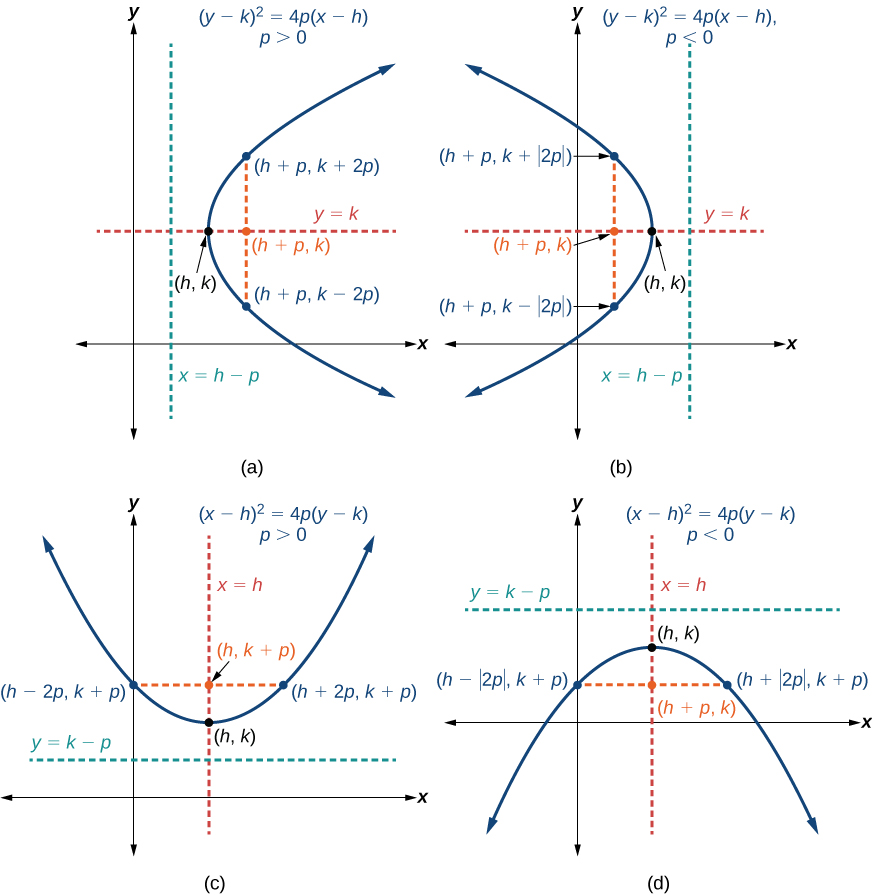 y
(y − k)² = 4p(x − h)
p > 0
(h + p, k + 2p)
y = k
(h + p, k)
(h, k)
(h + p, k − 2p)
x
x = h − p
(a)
y
(y − k)² = 4p(x − h),
p < 0
(h + p, k + |2p|)
y = k
(h + p, k)
(h, k)
(h + p, k − |2p|)
x
x = h − p
(b)
y
(x − h)² = 4p(y − k)
p > 0
x = h
(h, k + p)
(h − 2p, k + p)
(h + 2p, k + p)
(h, k)
y = k − p
x
(c)
y
(x − h)² = 4p(y − k)
p < 0
x = h
y = k − p
(h, k)
(h − |2p|, k + p)
(h + |2p|, k + p)
(h + p, k)
x
(d)